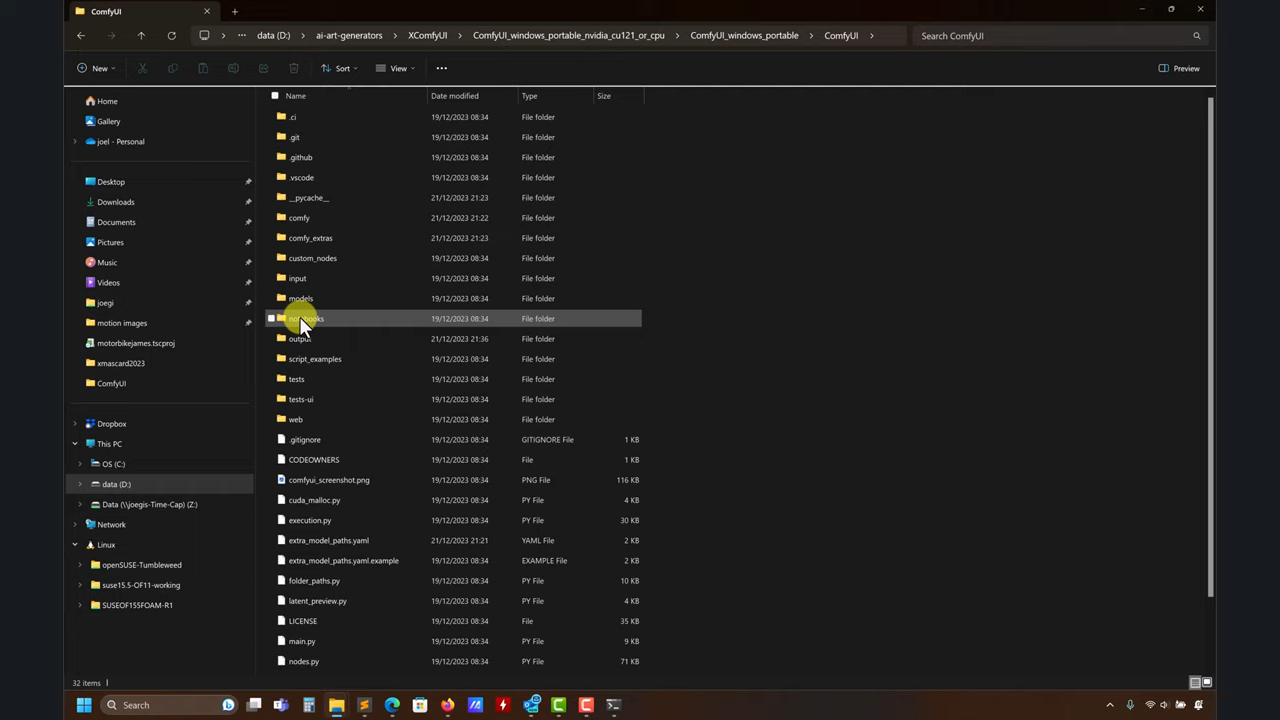 ComfyUI
data (D:) > ai-art-generators > XComfyUI > ComfyUI_windows_portable_nvidia_cu121_or_cpu > ComfyUI_windows_portable > ComfyUI > Search ComfyUI
New Sort View Preview
Name Date modified Type Size
Home
Gallery
joel - Personal
Desktop
Downloads
Documents
Pictures
Music
Videos
joegi
motion images
motorbikejames.tscproj
xmascard2023
ComfyUI
Dropbox
This PC
OS (C:)
data (D:)
Data (\\joegis-Time-Cap) (Z:)
Network
Linux
openSUSE-Tumbleweed
suse15.5-OF11-working
SUSEOF155FOAM-R1
.ci 19/12/2023 08:34 File folder
.git 19/12/2023 08:34 File folder
.github 19/12/2023 08:34 File folder
.vscode 19/12/2023 08:34 File folder
__pycache__ 21/12/2023 21:23 File folder
comfy 21/12/2023 21:22 File folder
comfy_extras 21/12/2023 21:23 File folder
custom_nodes 19/12/2023 08:34 File folder
input 19/12/2023 08:34 File folder
models 19/12/2023 08:34 File folder
notebooks 19/12/2023 08:34 File folder
output 21/12/2023 21:36 File folder
script_examples 19/12/2023 08:34 File folder
tests 19/12/2023 08:34 File folder
tests-ui 19/12/2023 08:34 File folder
web 19/12/2023 08:34 File folder
.gitignore 19/12/2023 08:34 GITIGNORE File 1 KB
CODEOWNERS 19/12/2023 08:34 File 1 KB
comfyui_screenshot.png 19/12/2023 08:34 PNG File 116 KB
cuda_malloc.py 19/12/2023 08:34 PY File 4 KB
execution.py 19/12/2023 08:34 PY File 30 KB
extra_model_paths.yaml 21/12/2023 21:21 YAML File 2 KB
extra_model_paths.yaml.example 19/12/2023 08:34 EXAMPLE File 2 KB
folder_paths.py 19/12/2023 08:34 PY File 10 KB
latent_preview.py 19/12/2023 08:34 PY File 4 KB
LICENSE 19/12/2023 08:34 File 35 KB
main.py 19/12/2023 08:34 PY File 9 KB
nodes.py 19/12/2023 08:34 PY File 71 KB
32 items
Search